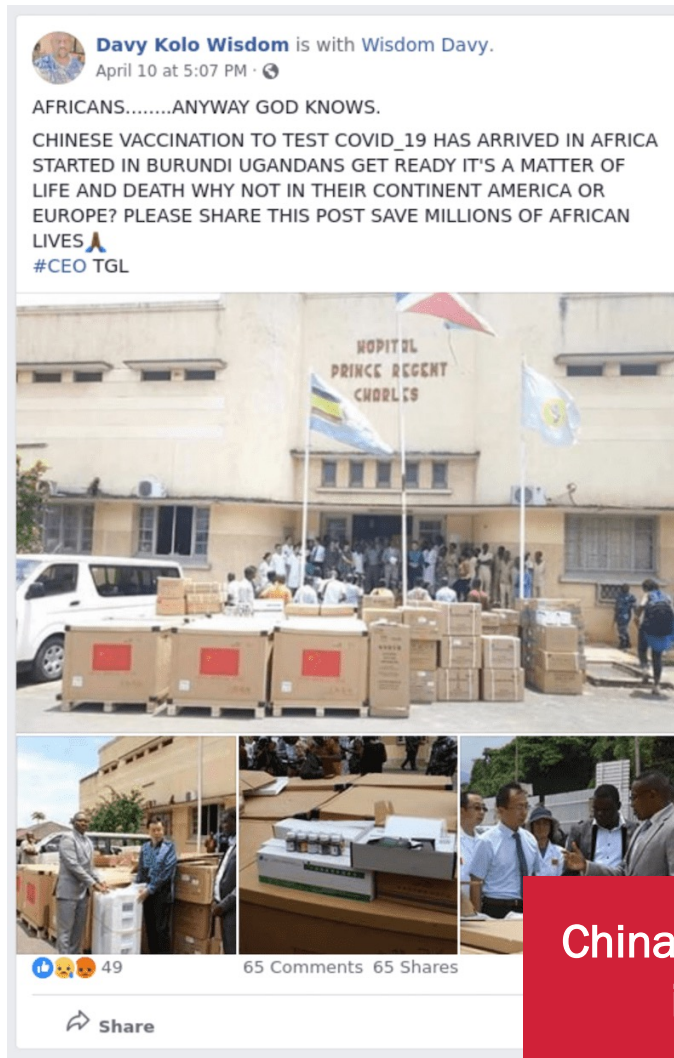 Davy Kolo Wisdom is with Wisdom Davy.
April 10 at 5:07 PM ·
AFRICANS........ANYWAY GOD KNOWS.
CHINESE VACCINATION TO TEST COVID_19 HAS ARRIVED IN AFRICA
STARTED IN BURUNDI UGANDANS GET READY IT'S A MATTER OF
LIFE AND DEATH WHY NOT IN THEIR CONTINENT AMERICA OR
EUROPE? PLEASE SHARE THIS POST SAVE MILLIONS OF AFRICAN
LIVES🙏🏿
#CEO TGL
HOPITAL
PRINCE REGENT
CHARLES
49
65 Comments 65 Shares
Share
China